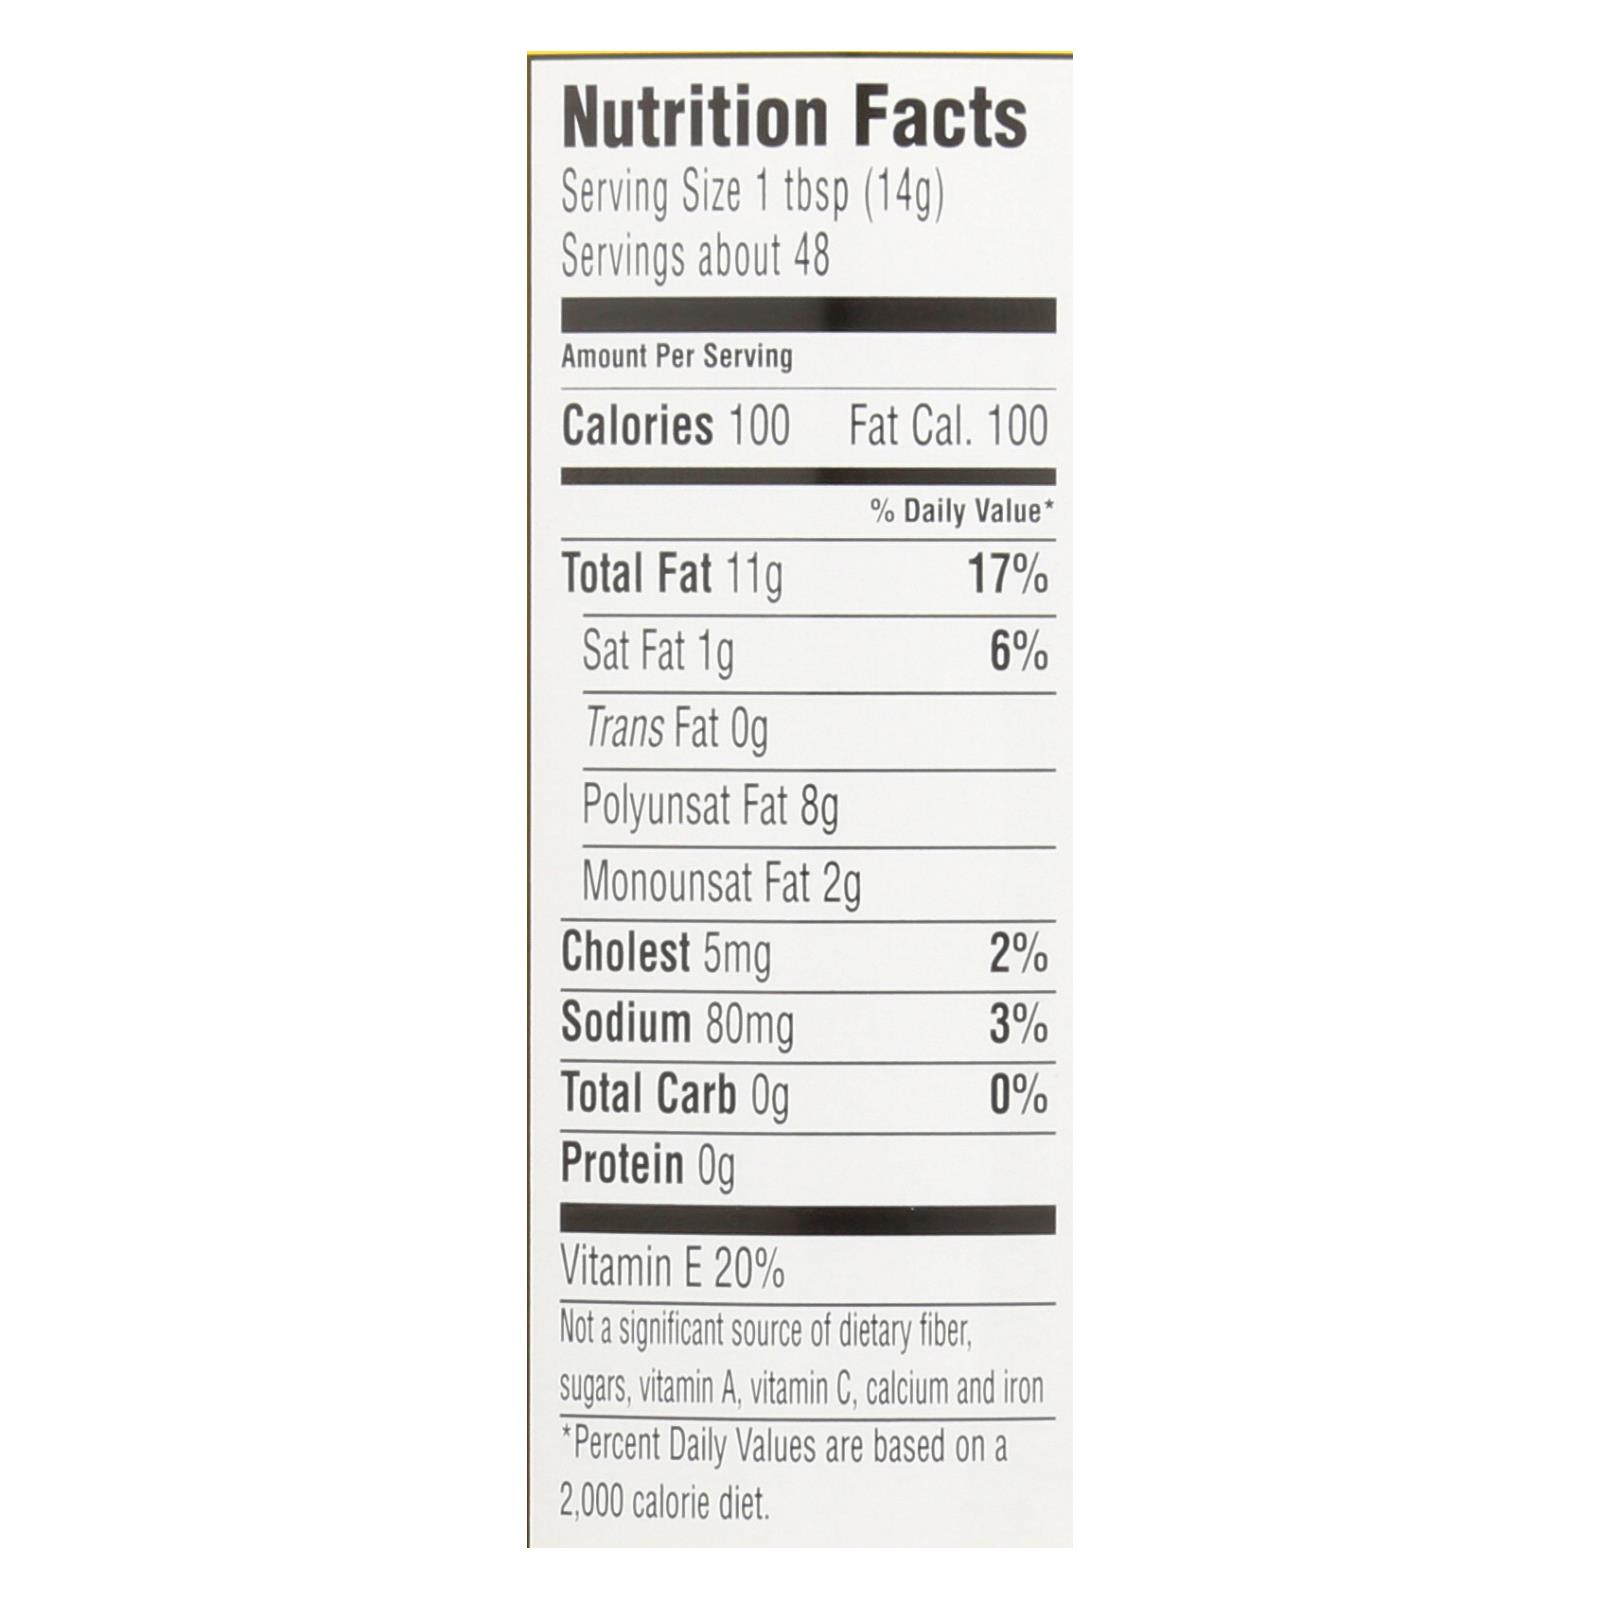 Nutrition Facts
Serving Size 1 tbsp (14g)
Servings about 48
Amount Per Serving
Calories 100 Fat Cal. 100
% Daily Value*
Total Fat 11g 17%
Sat Fat 1g 6%
Trans Fat 0g
Polyunsat Fat 8g
Monounsat Fat 2g
Cholest 5mg 2%
Sodium 80mg 3%
Total Carb 0g 0%
Protein 0g
Vitamin E 20%
Not a significant source of dietary fiber,
sugars, vitamin A, vitamin C, calcium and iron
*Percent Daily Values are based on a
2,000 calorie diet.